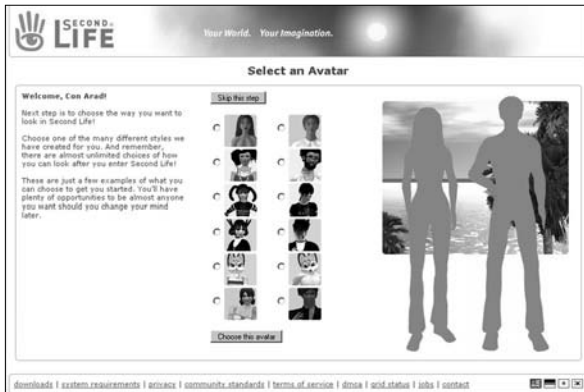 SECOND
LIFE
Your World. Your Imagination.
Select an Avatar
Welcome, Con Arad!
Next step is to choose the way you want to
look in Second Life!
Choose one of the many different styles we
have created for you. And remember,
there are almost unlimited choices of how
you can look after you enter Second Life!
These are just a few examples of what you
can choose to get you started. You'll have
plenty of opportunities to be almost anyone
you want should you change your mind
later.
Skip this step
Choose this avatar
downloads | system requirements | privacy | community standards | terms of service | dmca | grid status | jobs | contact